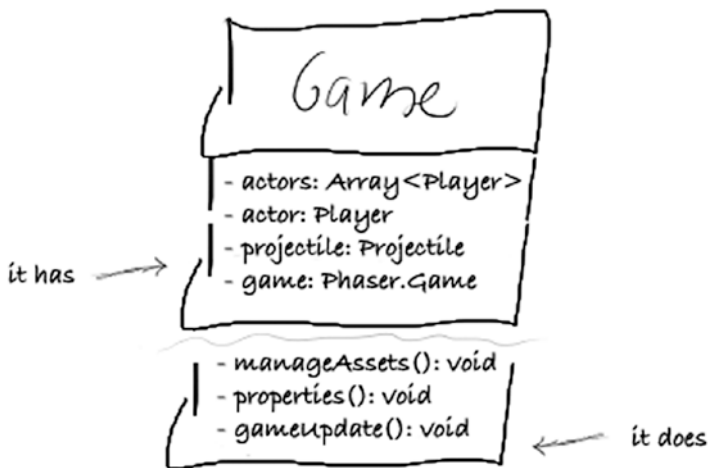 Game
- actors: Array<Player>
- actor: Player
- projectile: Projectile
- game: Phaser.Game
it has
- manageAssets(): void
- properties(): void
- gameUpdate(): void
it does